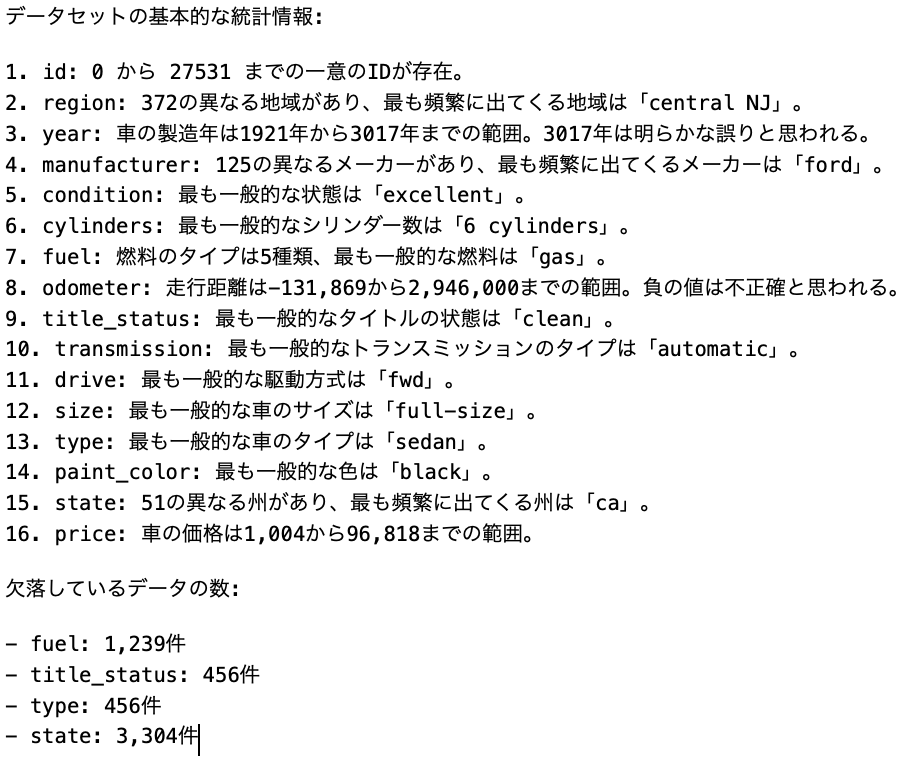 データセットの基本的な統計情報:
1. id: 0 から 27531 までの一意のIDが存在。
2. region: 372の異なる地域があり、最も頻繁に出てくる地域は「central NJ」。
3. year: 車の製造年は1921年から3017年までの範囲。3017年は明らかな誤りと思われる。
4. manufacturer: 125の異なるメーカーがあり、最も頻繁に出てくるメーカーは「ford」。
5. condition: 最も一般的な状態は「excellent」。
6. cylinders: 最も一般的なシリンダー数は「6 cylinders」。
7. fuel: 燃料のタイプは5種類、最も一般的な燃料は「gas」。
8. odometer: 走行距離は-131,869から2,946,000までの範囲。負の値は不正確と思われる。
9. title_status: 最も一般的なタイトルの状態は「clean」。
10. transmission: 最も一般的なトランスミッションのタイプは「automatic」。
11. drive: 最も一般的な駆動方式は「fwd」。
12. size: 最も一般的な車のサイズは「full-size」。
13. type: 最も一般的な車のタイプは「sedan」。
14. paint_color: 最も一般的な色は「black」。
15. state: 51の異なる州があり、最も頻繁に出てくる州は「ca」。
16. price: 車の価格は1,004から96,818までの範囲。
欠落しているデータの数:
- fuel: 1,239件
- title_status: 456件
- type: 456件
- state: 3,304件